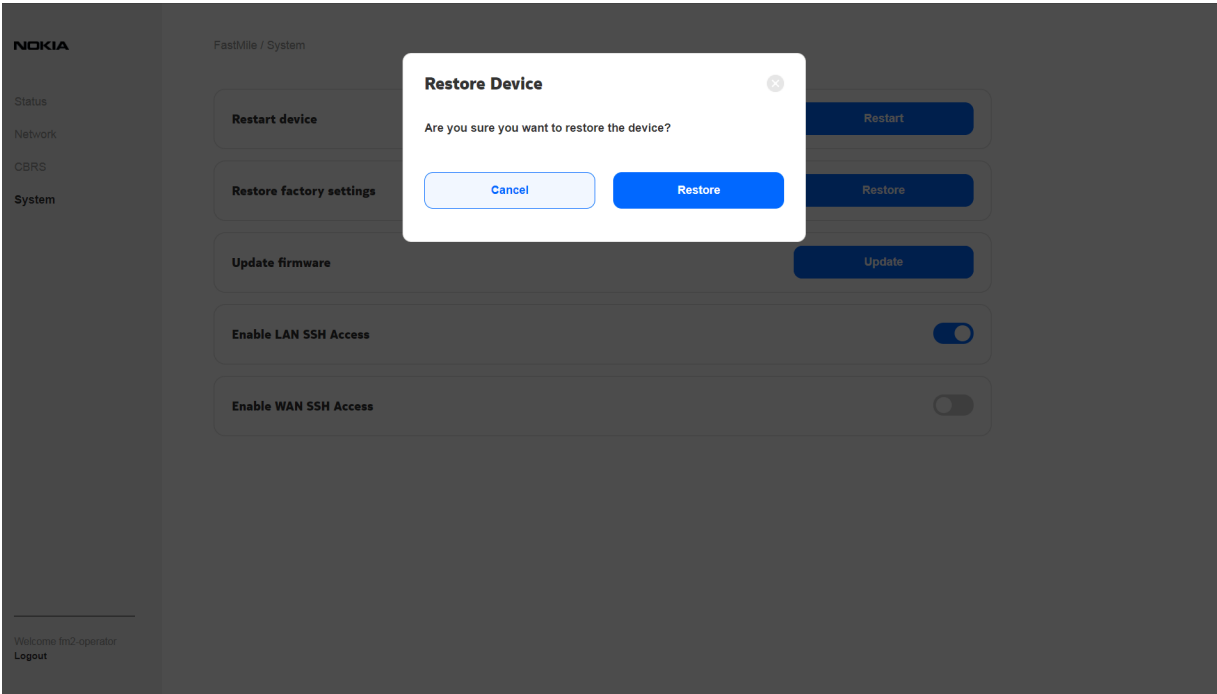 NOKIA
FastMile / System
Restore Device
Are you sure you want to restore the device?
Cancel
Restore
Status
Network
CBRS
System
Restart device
Restart
Restore factory settings
Restore
Update firmware
Update
Enable LAN SSH Access
Enable WAN SSH Access
Welcome fm2-operator
Logout